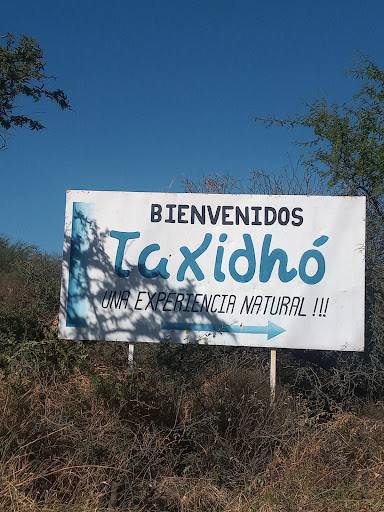 BIENVENIDOS
Taxidhó
UNA EXPERIENCIA NATURAL !!!